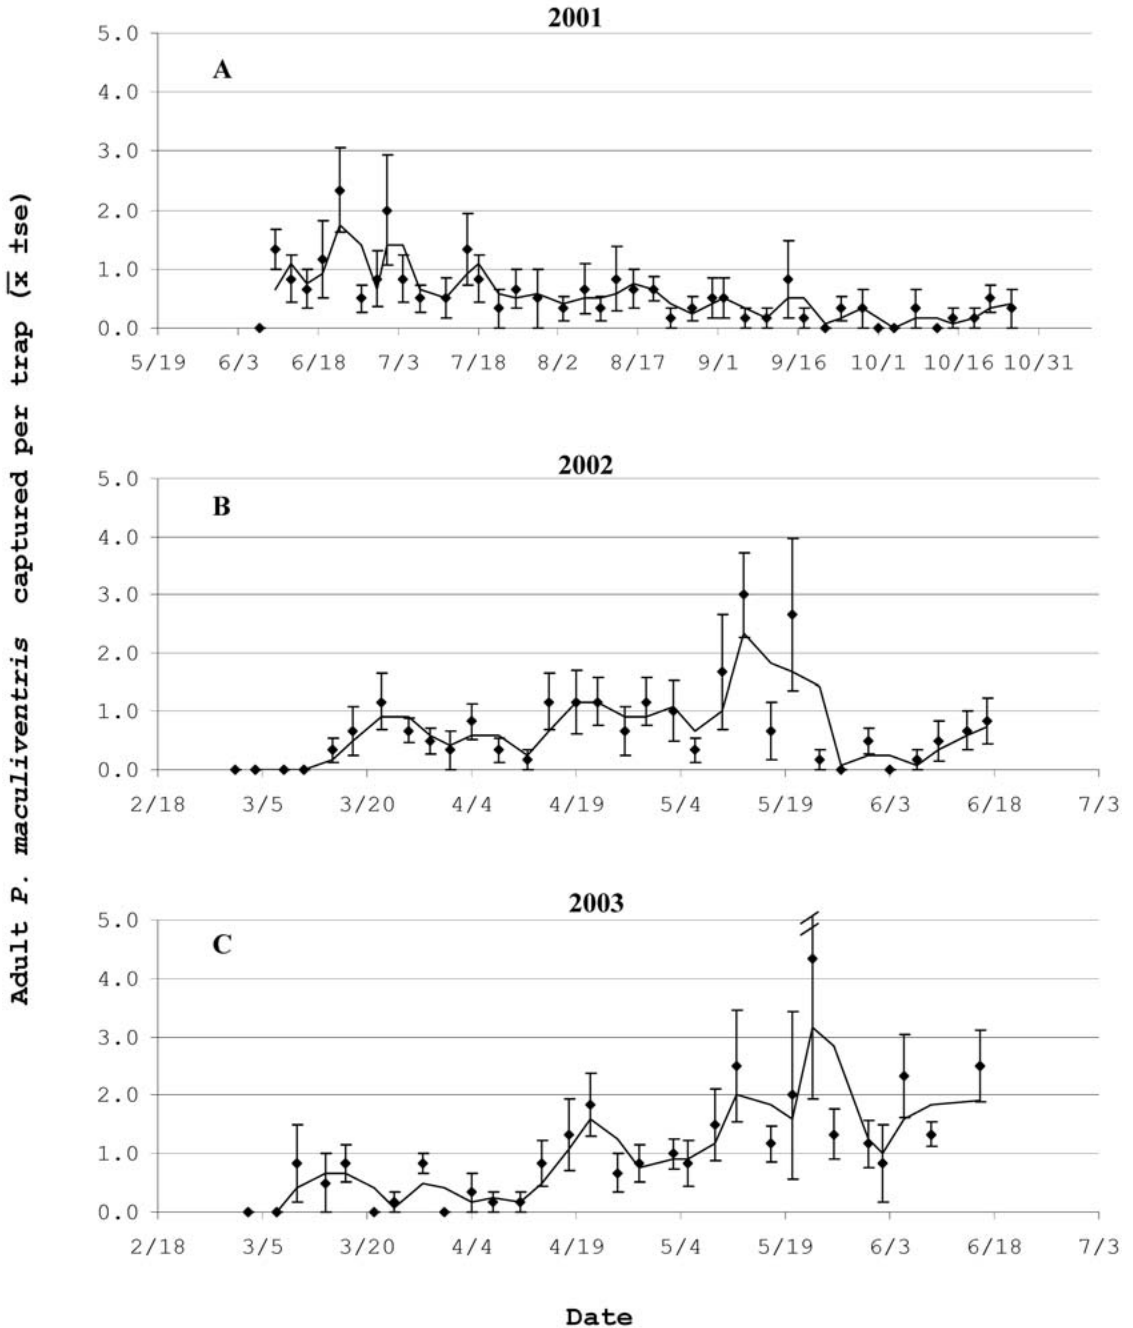 Adult P. maculiventris captured per trap (x̄ ±se)
2001
A
5.0
4.0
3.0
2.0
1.0
0.0
5/19 6/3 6/18 7/3 7/18 8/2 8/17 9/1 9/16 10/1 10/16 10/31
2002
B
5.0
4.0
3.0
2.0
1.0
0.0
2/18 3/5 3/20 4/4 4/19 5/4 5/19 6/3 6/18 7/3
2003
C
5.0
4.0
3.0
2.0
1.0
0.0
2/18 3/5 3/20 4/4 4/19 5/4 5/19 6/3 6/18 7/3
Date